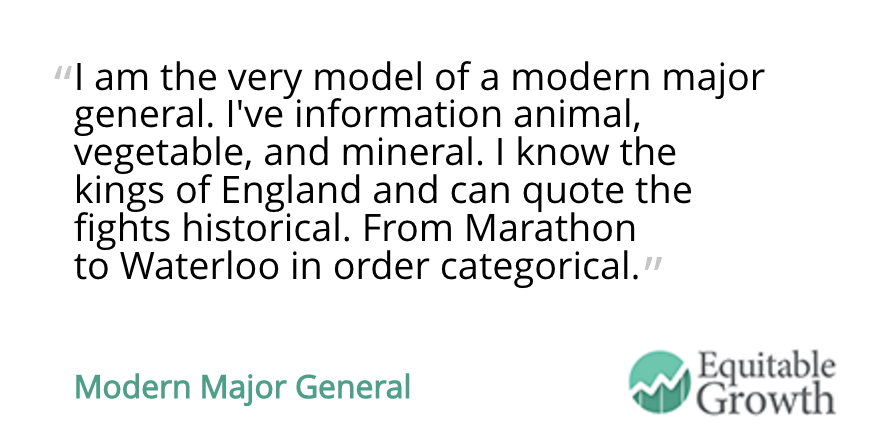 “I am the very model of a modern major
general. I've information animal,
vegetable, and mineral. I know the
kings of England and can quote the
fights historical. From Marathon
to Waterloo in order categorical.”
Modern Major General
Equitable
Growth